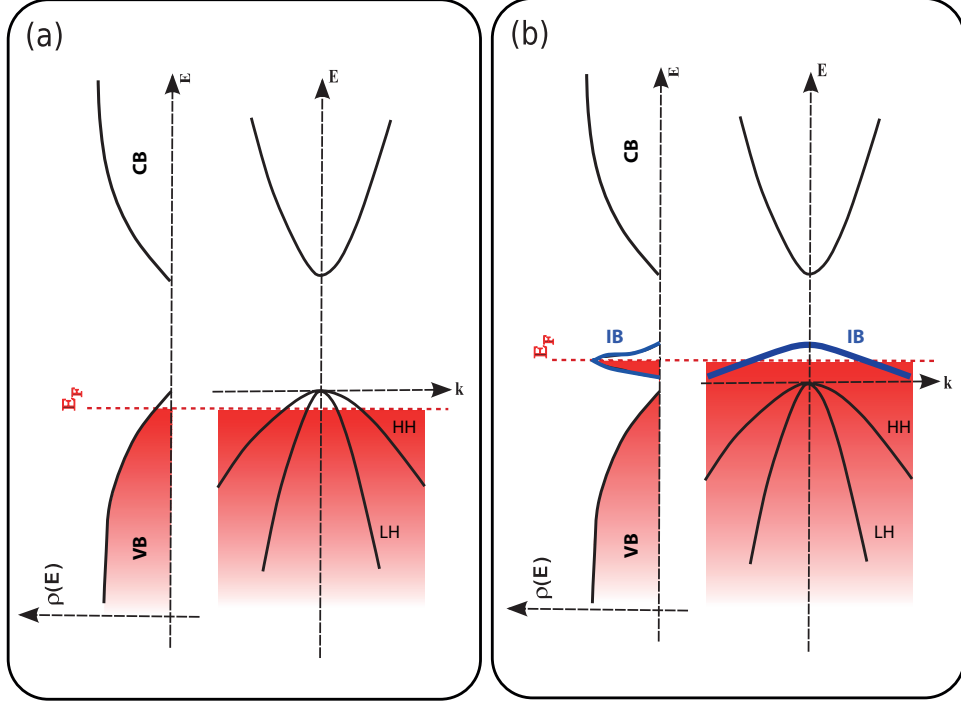 (a)
E
E
CB
k
E_F
HH
LH
VB
ρ(E)
(b)
E
E
CB
IB
IB
E_F
k
HH
LH
VB
ρ(E)